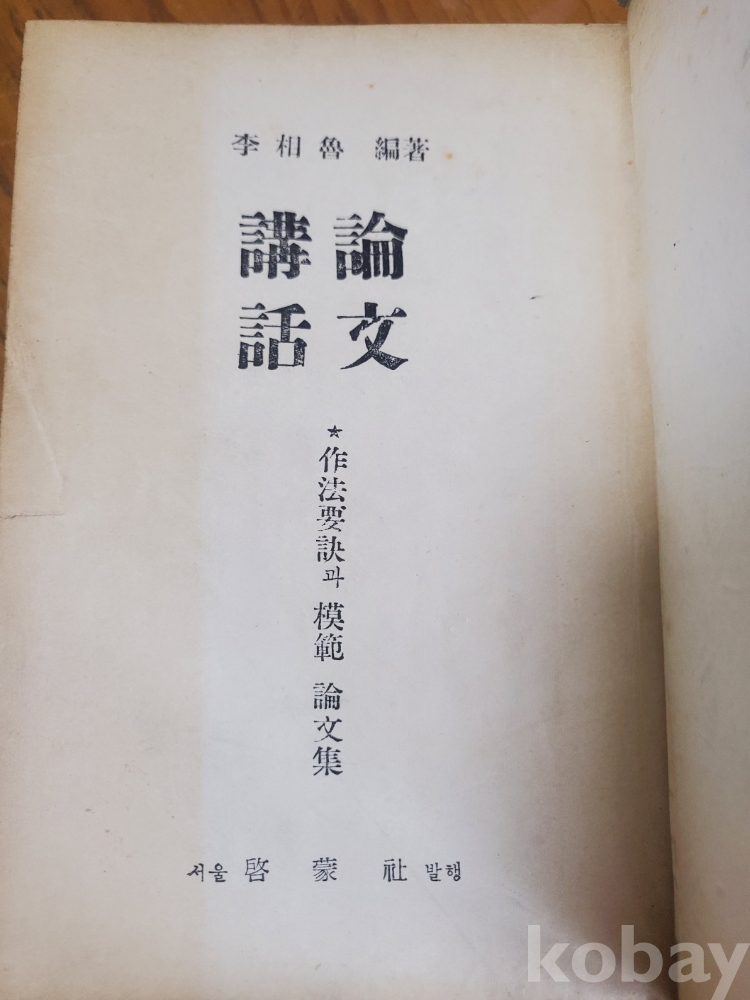 李相魯 編著
論文
講話
★作法要訣과 模範 論文集
서울 啓蒙社 발행
kobay